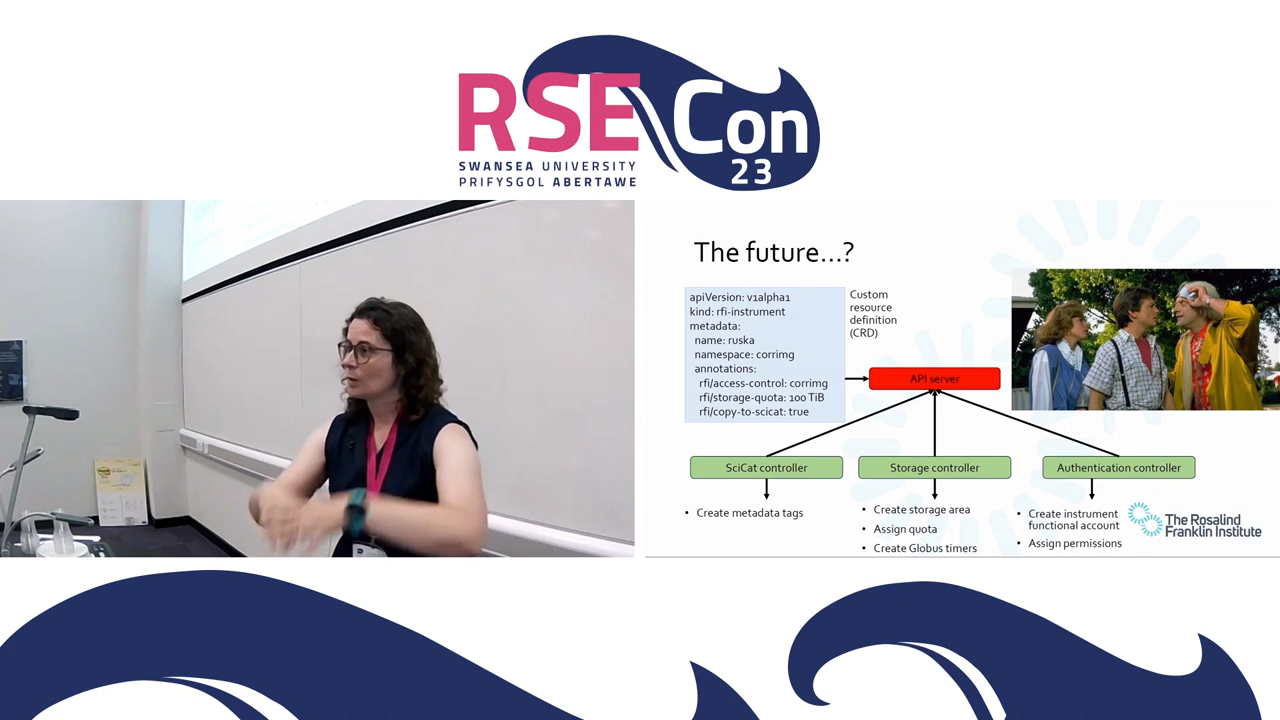 RSE Con
23
SWANSEA UNIVERSITY
PRIFYSGOL ABERTAWE
The future...?
apiVersion: v1alpha1
kind: rfi-instrument
metadata:
name: ruska
namespace: corrimg
annotations:
rfi/access-control: corrimg
rfi/storage-quota: 100 TiB
rfi/copy-to-scicat: true
Custom
resource
definition
(CRD)
API server
SciCat controller
Storage controller
Authentication controller
• Create metadata tags
• Create storage area
• Assign quota
• Create Globus timers
• Create instrument
functional account
• Assign permissions
The Rosalind
Franklin Institute